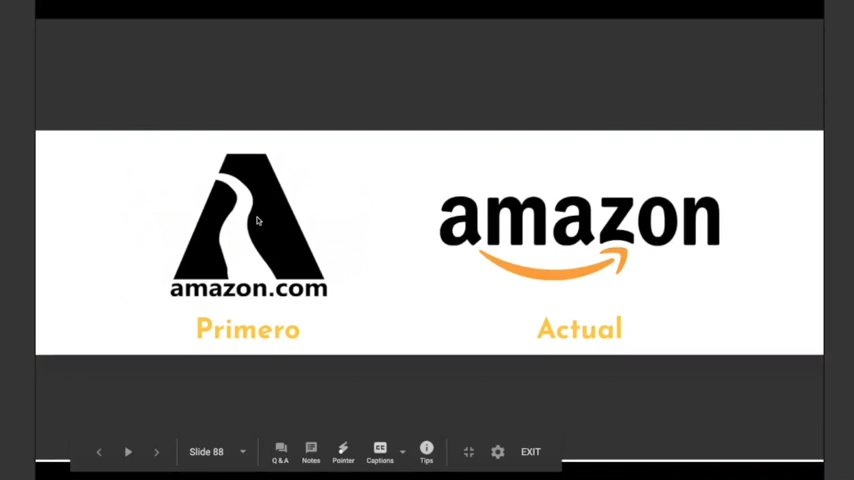 amazon.com
amazon
Primero
Actual
Slide 88
Q & A
Notes
Pointer
CC
Captions
Tips
EXIT